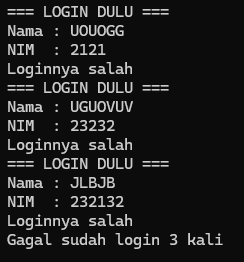 === LOGIN DULU ===
Nama : UOUOGG
NIM  : 2121
Loginnya salah
=== LOGIN DULU ===
Nama : UGUOVUV
NIM  : 23232
Loginnya salah
=== LOGIN DULU ===
Nama : JLBJB
NIM  : 232132
Loginnya salah
Gagal sudah login 3 kali